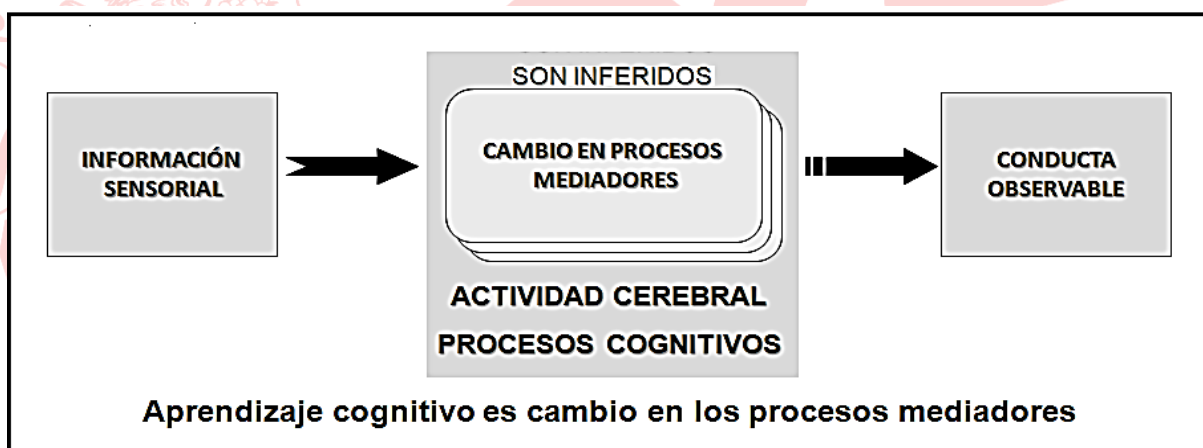 SON INFERIDOS
INFORMACIÓN
SENSORIAL
CAMBIO EN PROCESOS
MEDIADORES
CONDUCTA
OBSERVABLE
ACTIVIDAD CEREBRAL
PROCESOS COGNITIVOS
Aprendizaje cognitivo es cambio en los procesos mediadores